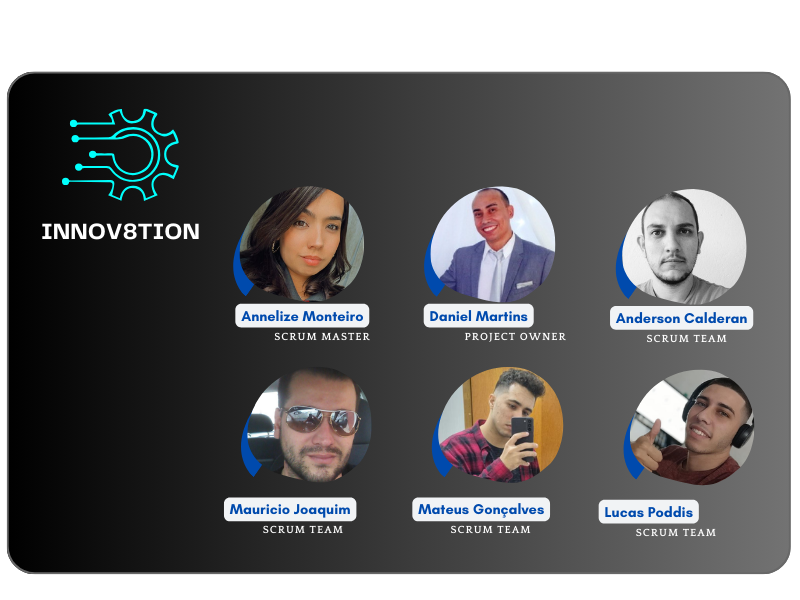 INNOV8TION
Annelize Monteiro
SCRUM MASTER
Daniel Martins
PROJECT OWNER
Anderson Calderan
SCRUM TEAM
Mauricio Joaquim
SCRUM TEAM
Mateus Gonçalves
SCRUM TEAM
Lucas Poddis
SCRUM TEAM